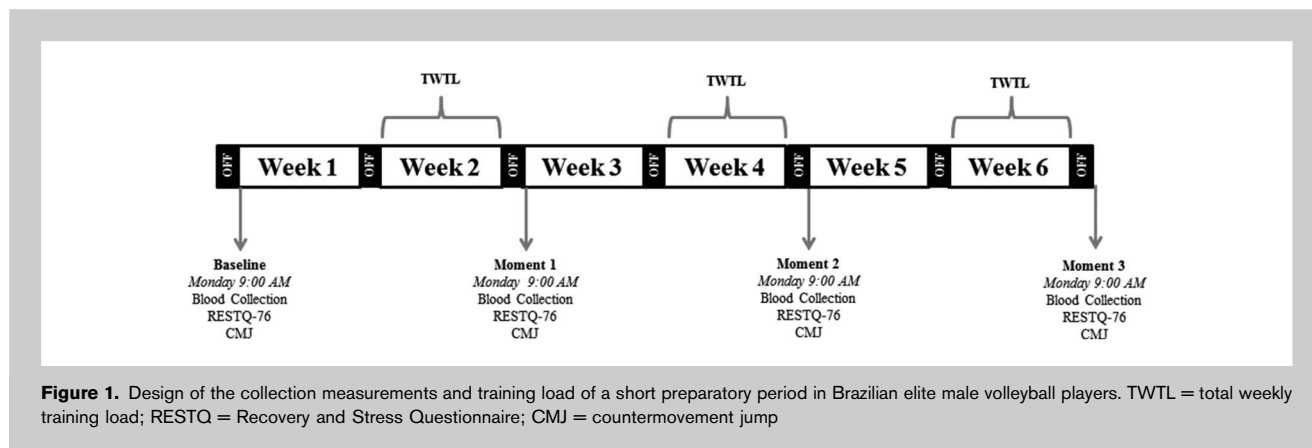 TWTL TWTL TWTL
OFF Week 1 OFF Week 2 OFF Week 3 OFF Week 4 OFF Week 5 OFF Week 6 OFF
Baseline
Monday 9:00 AM
Blood Collection
RESTQ-76
CMJ
Moment 1
Monday 9:00 AM
Blood Collection
RESTQ-76
CMJ
Moment 2
Monday 9:00 AM
Blood Collection
RESTQ-76
CMJ
Moment 3
Monday 9:00 AM
Blood Collection
RESTQ-76
CMJ
Figure 1. Design of the collection measurements and training load of a short preparatory period in Brazilian elite male volleyball players. TWTL = total weekly
training load; RESTQ = Recovery and Stress Questionnaire; CMJ = countermovement jump